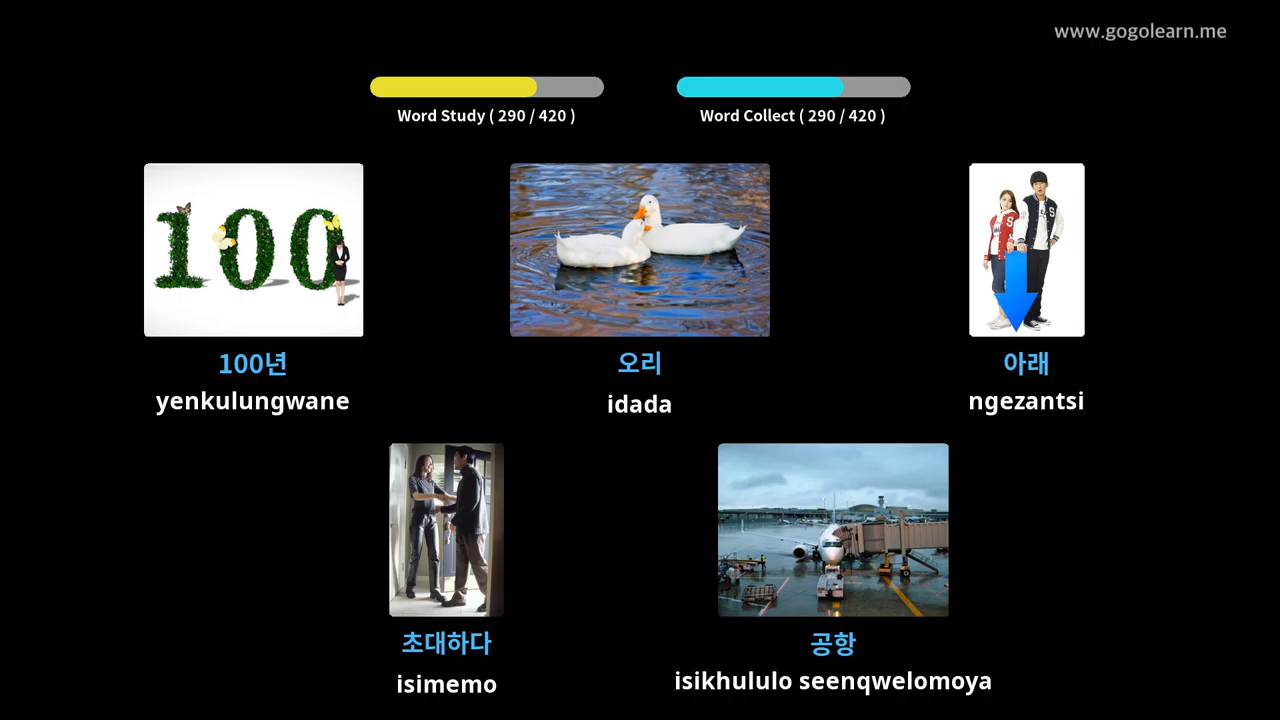 www.gogolearn.me
Word Study ( 290 / 420 )
Word Collect ( 290 / 420 )
100
100년
yenkulungwane
오리
idada
S
S
아래
ngezantsi
초대하다
isimemo
공항
isikhululo seenqwelomoya